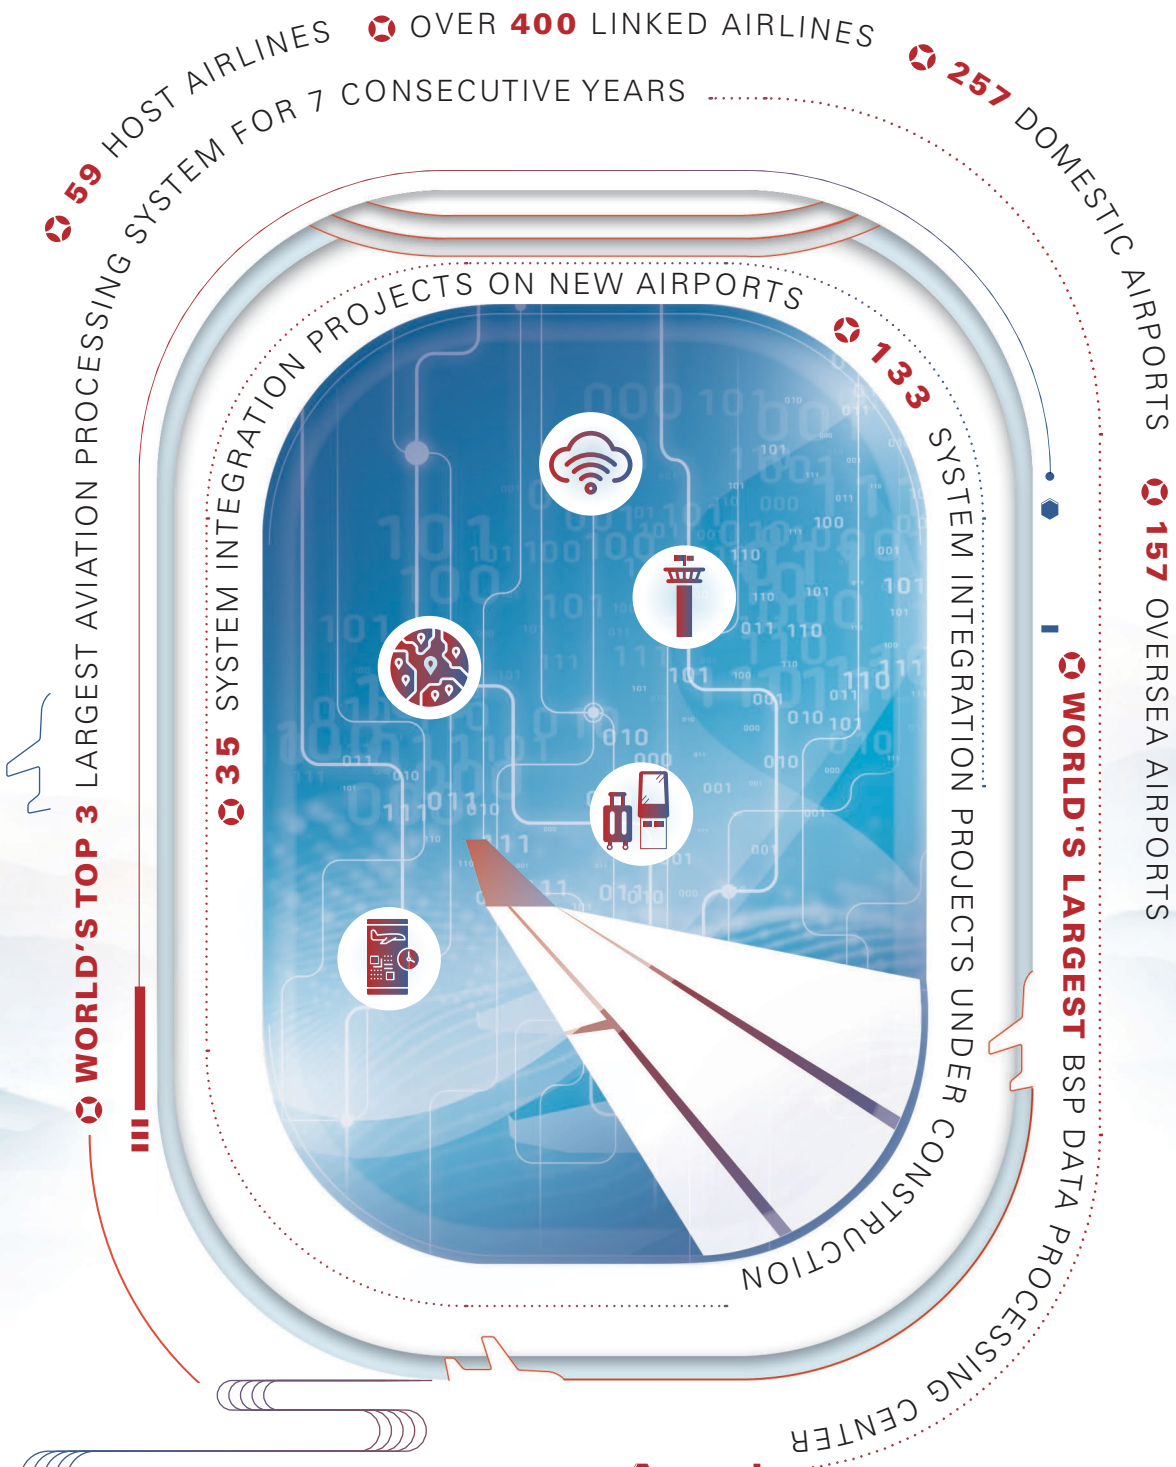 59 HOST AIRLINES
OVER 400 LINKED AIRLINES
257 DOMESTIC AIRPORTS
157 OVERSEA AIRPORTS
WORLD'S TOP 3 LARGEST AVIATION PROCESSING SYSTEM FOR 7 CONSECUTIVE YEARS
WORLD'S LARGEST BSP DATA PROCESSING CENTER
35 SYSTEM INTEGRATION PROJECTS ON NEW AIRPORTS
133 SYSTEM INTEGRATION PROJECTS UNDER CONSTRUCTION